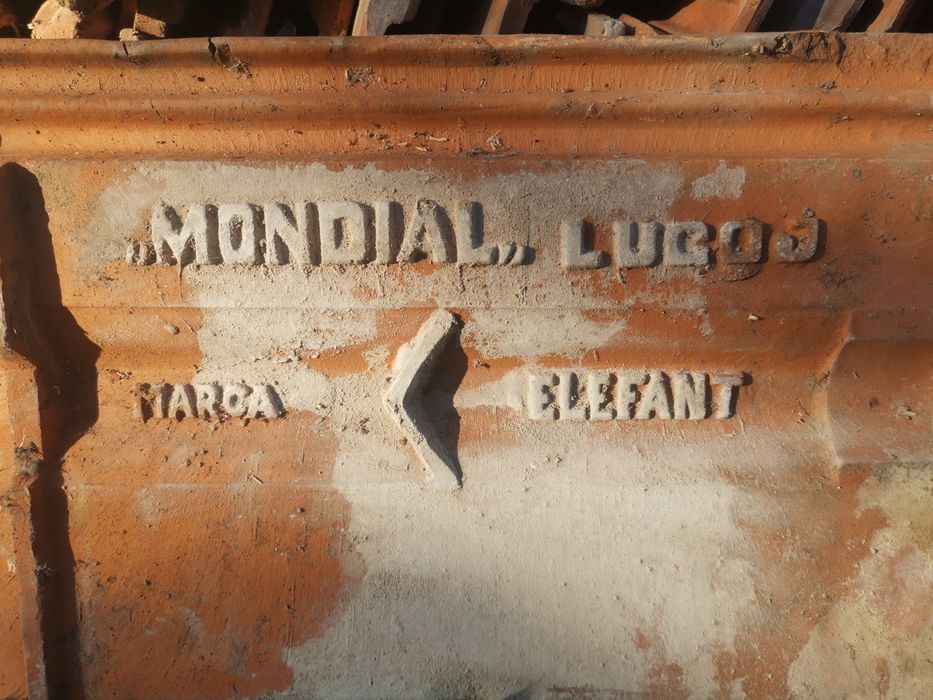 „MONDIAL„ LUGOJ
MARCA ELEFANT